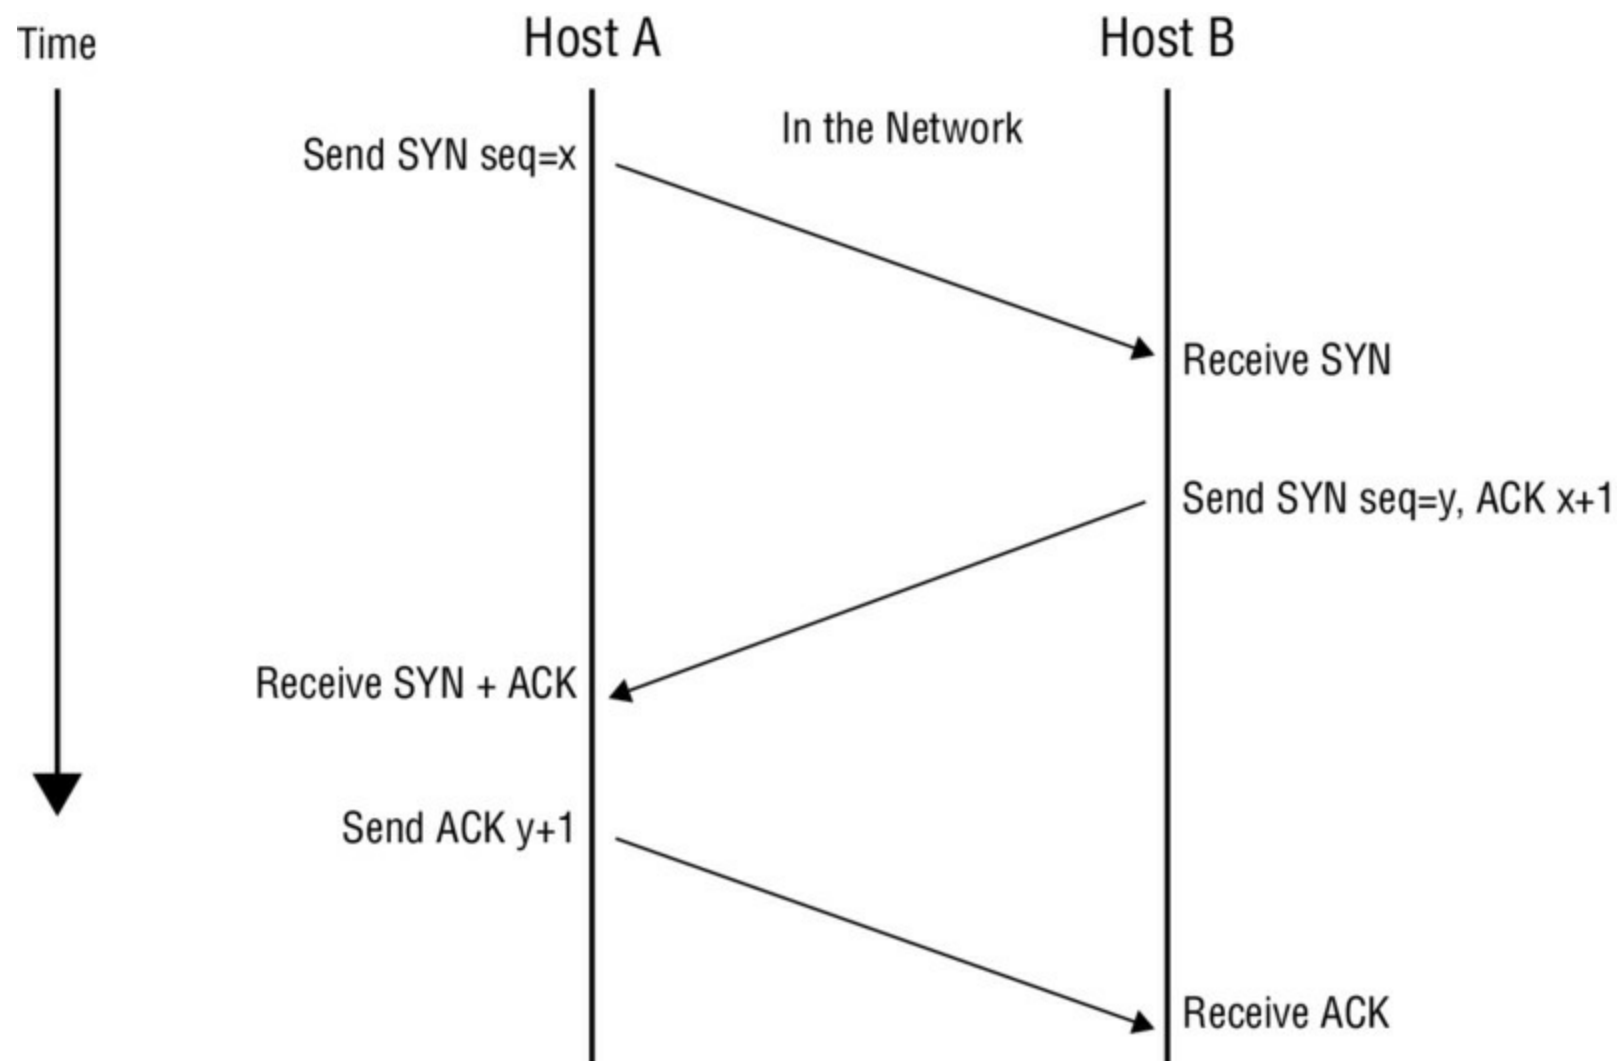 Time
Host A
Host B
In the Network
Send SYN seq=x
Receive SYN
Send SYN seq=y, ACK x+1
Receive SYN + ACK
Send ACK y+1
Receive ACK